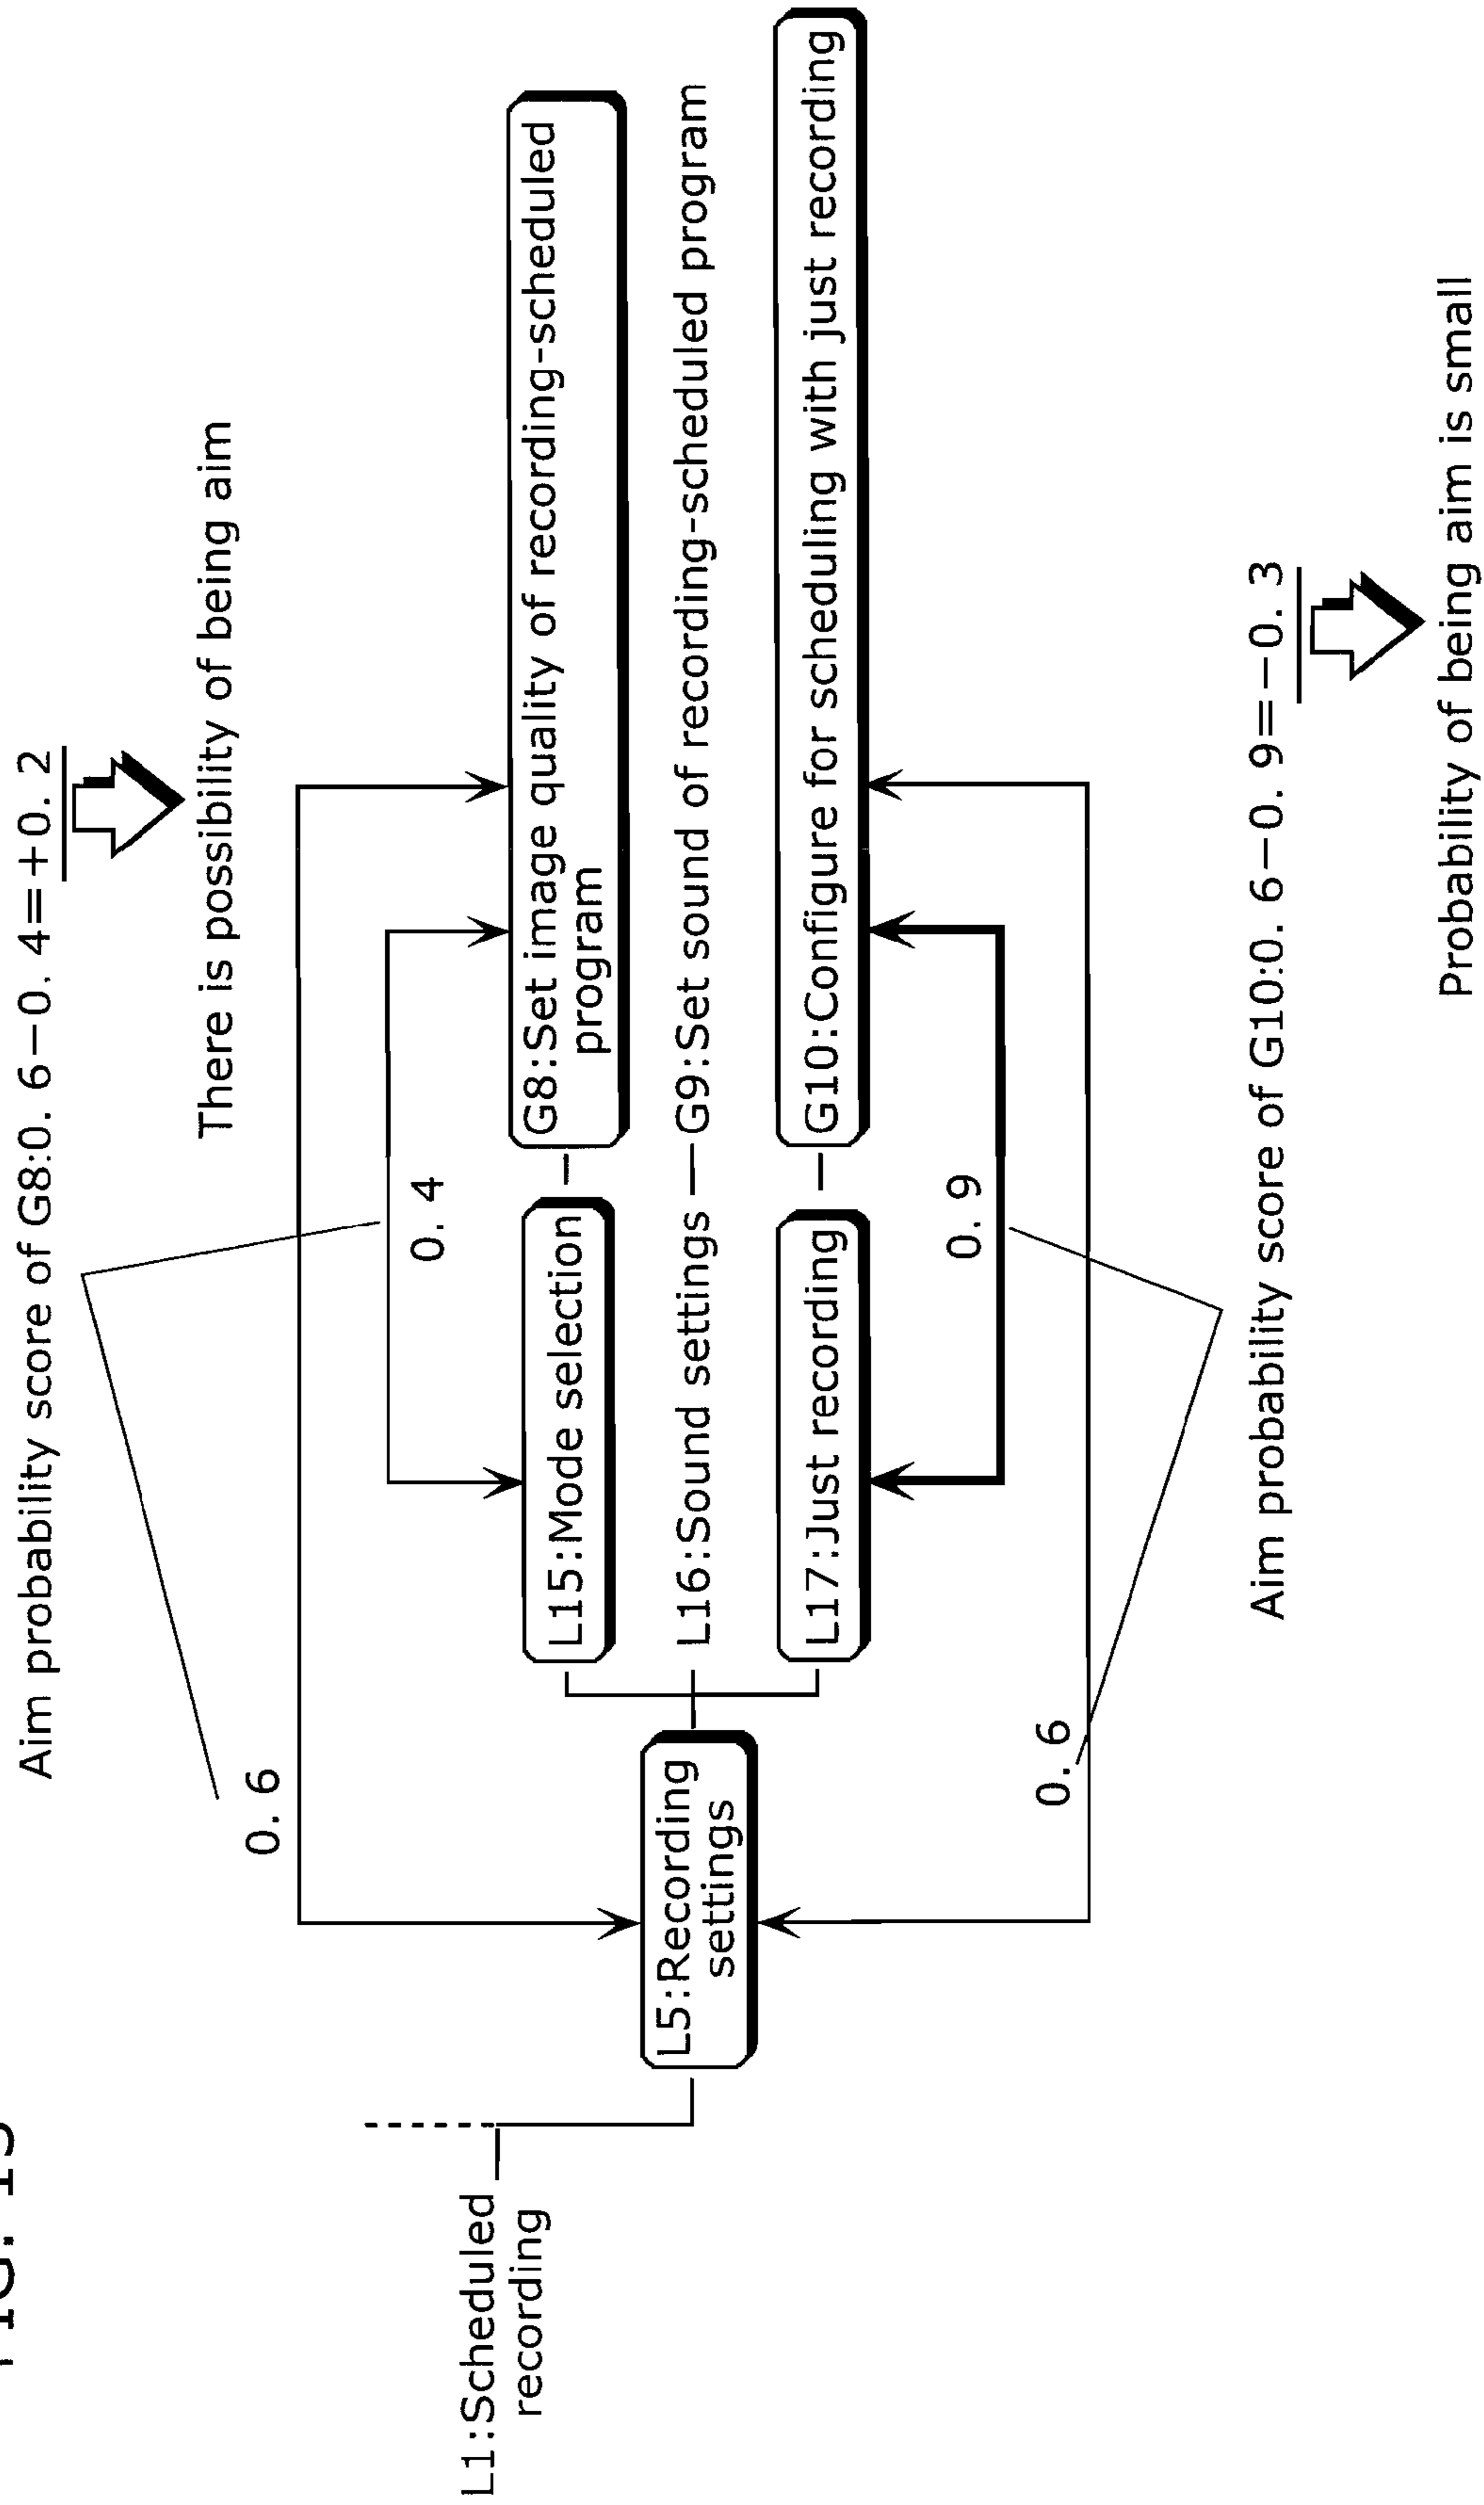 Aim probability score of G8:0. 6−0. 4=+0. 2
There is possibility of being aim
0. 6
0. 4
L1:Scheduled
recording
L5:Recording
settings
L15:Mode selection
G8:Set image quality of recording-scheduled
program
L16:Sound settings
G9:Set sound of recording-scheduled program
L17:Just recording
G10:Configure for scheduling with just recording
0. 9
0. 6
Aim probability score of G10:0. 6−0. 9=−0. 3
Probability of being aim is small